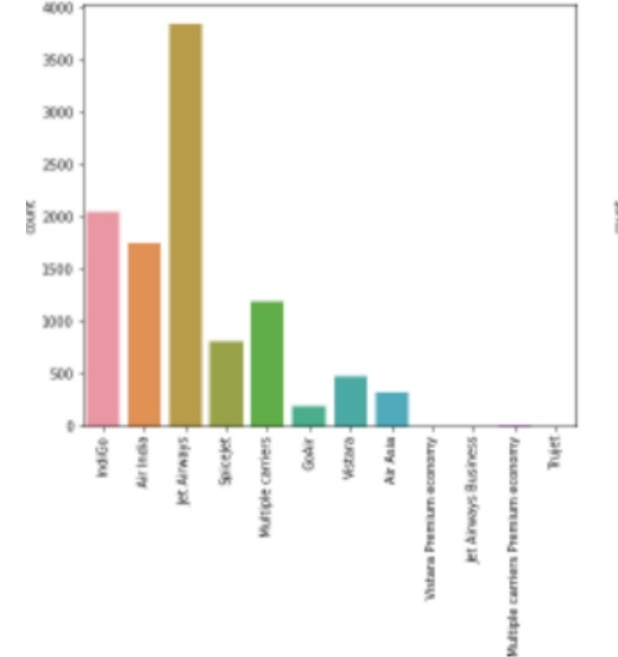 4000
3500
3000
2500
2000
1500
1000
500
0
count
IndiGo
Air India
Jet Airways
SpiceJet
Multiple carriers
GoAir
Vistara
Air Asia
Vistara Premium economy
Jet Airways Business
Multiple carriers Premium economy
Trujet